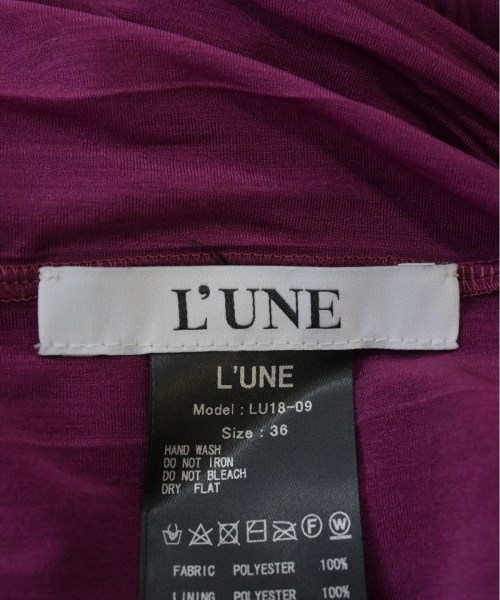 L'UNE
L'UNE
Model : LU18-09
Size : 36
HAND WASH
DO NOT IRON
DO NOT BLEACH
DRY FLAT
F W
FABRIC POLYESTER 100%
LINING POLYESTER 100%